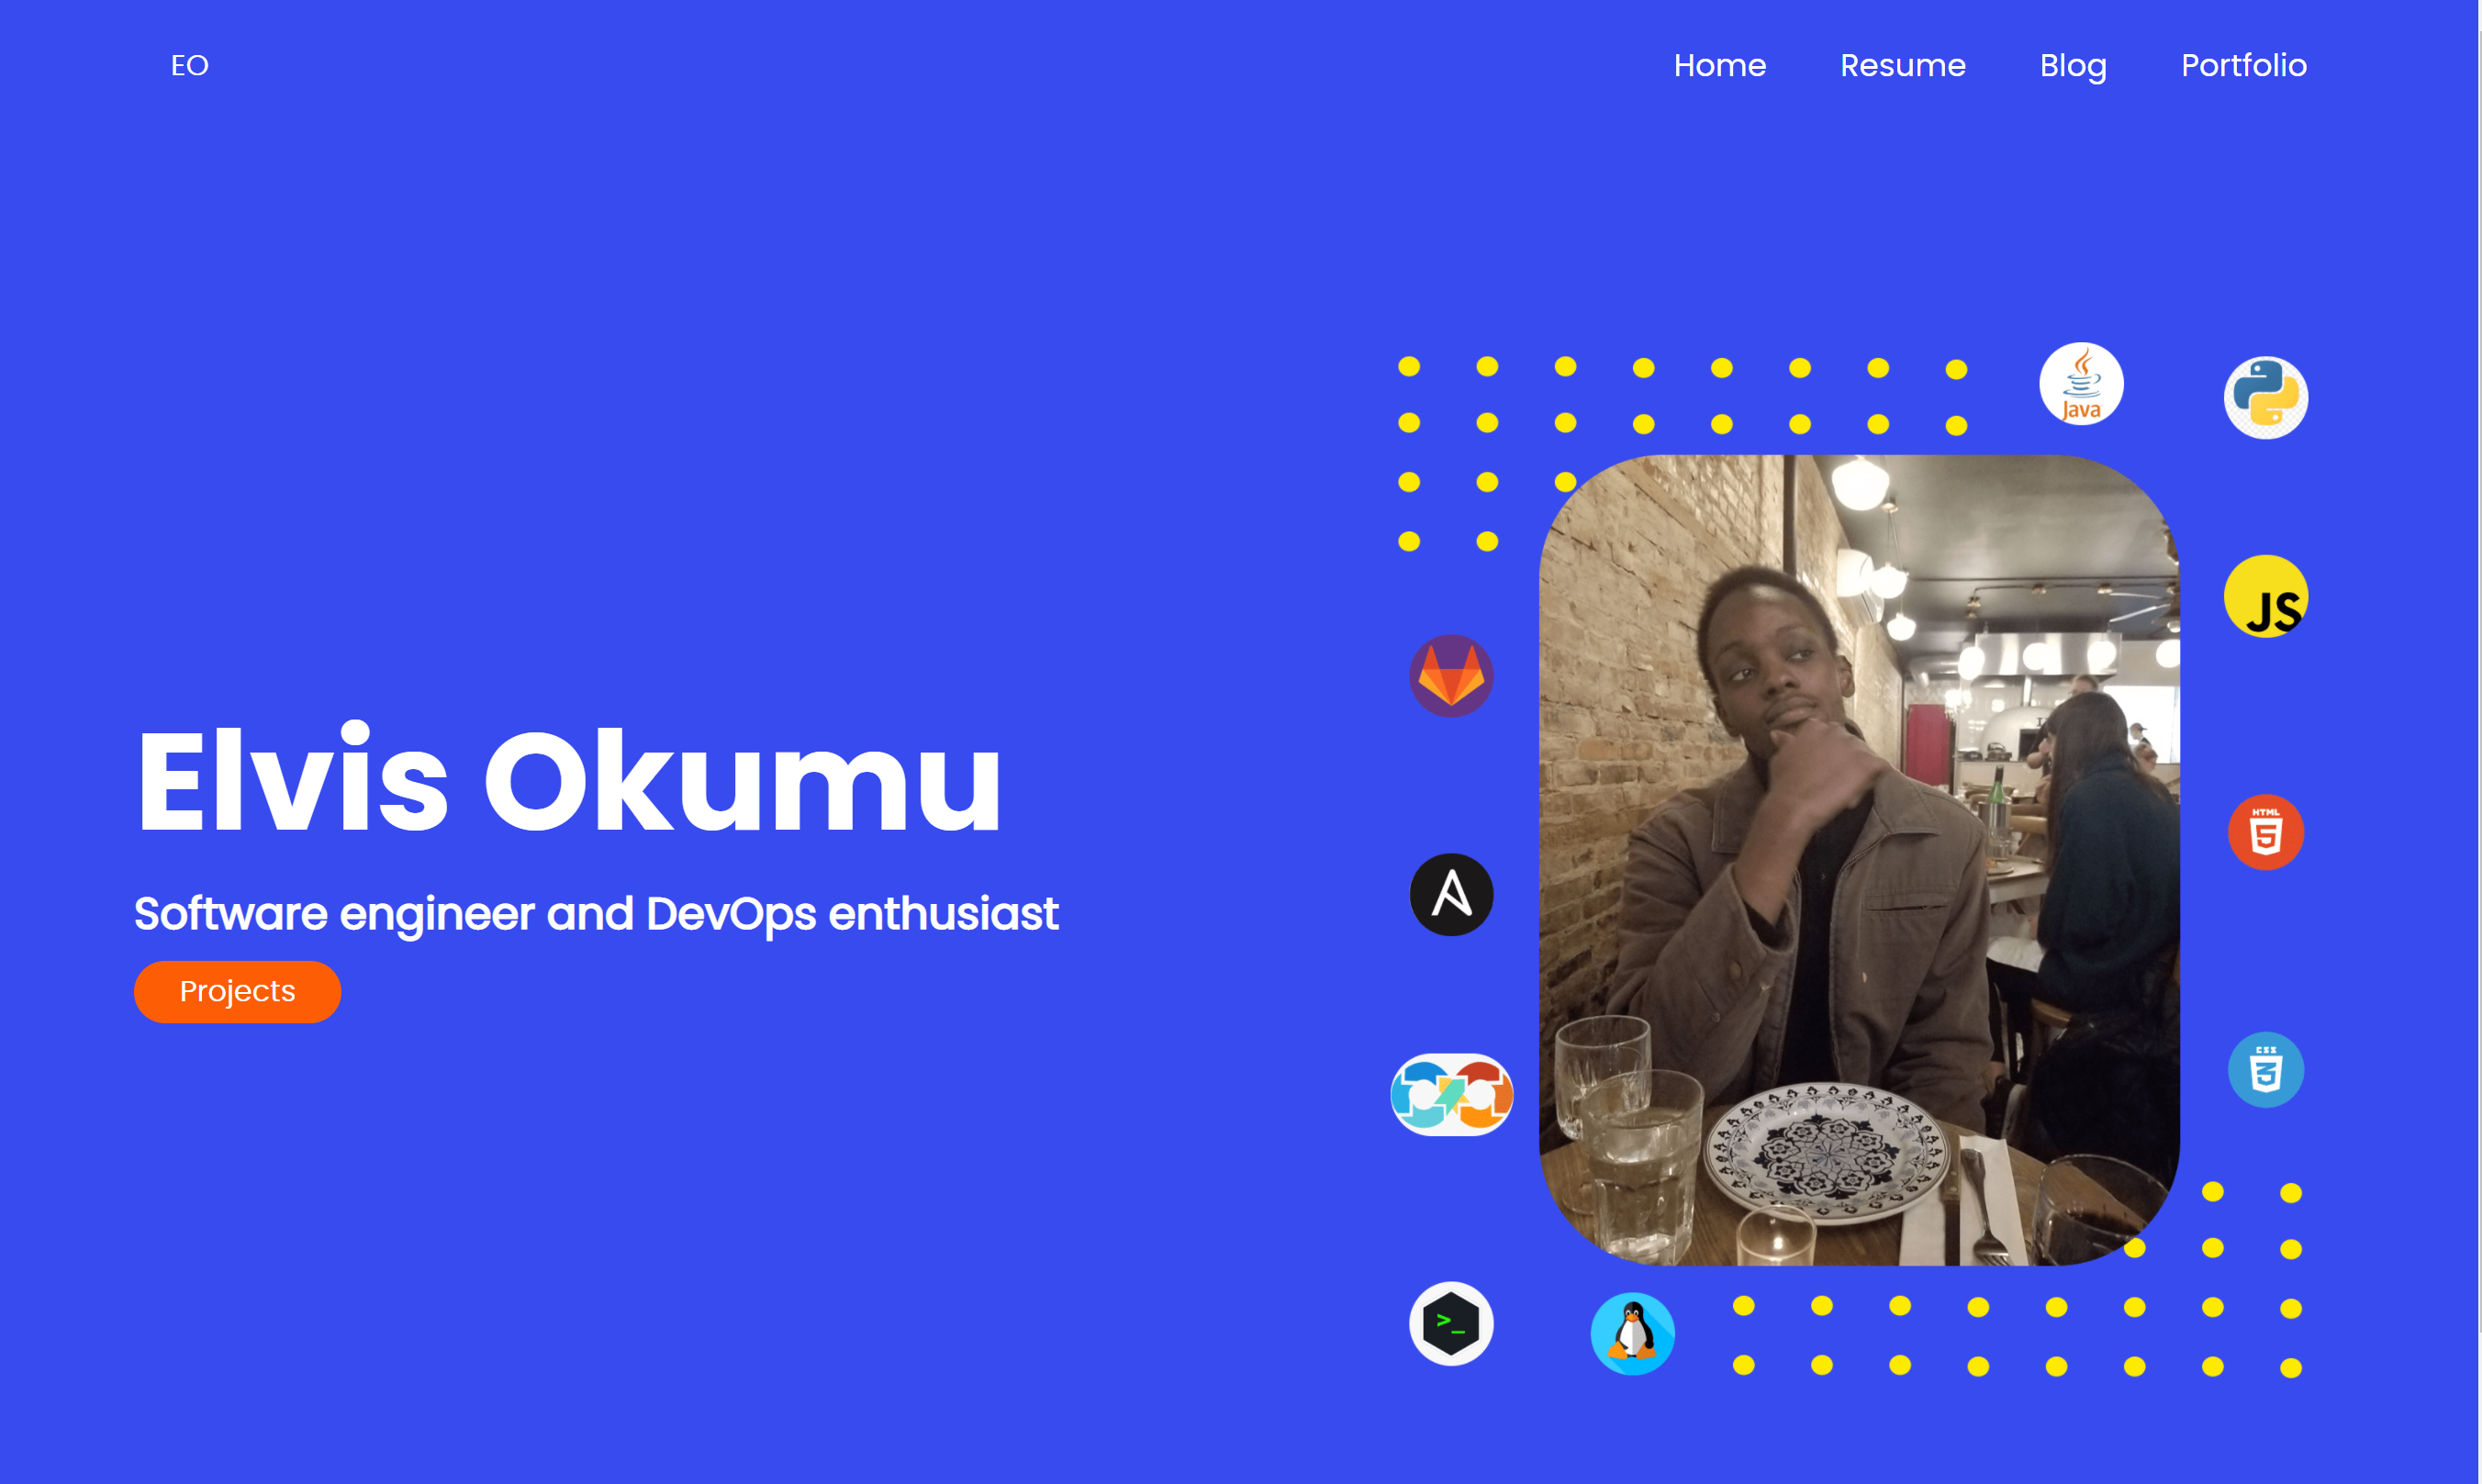 EO
Home Resume Blog Portfolio
Java
JS
HTML
5
Elvis Okumu
Software engineer and DevOps enthusiast
Projects
CSS
3
>_